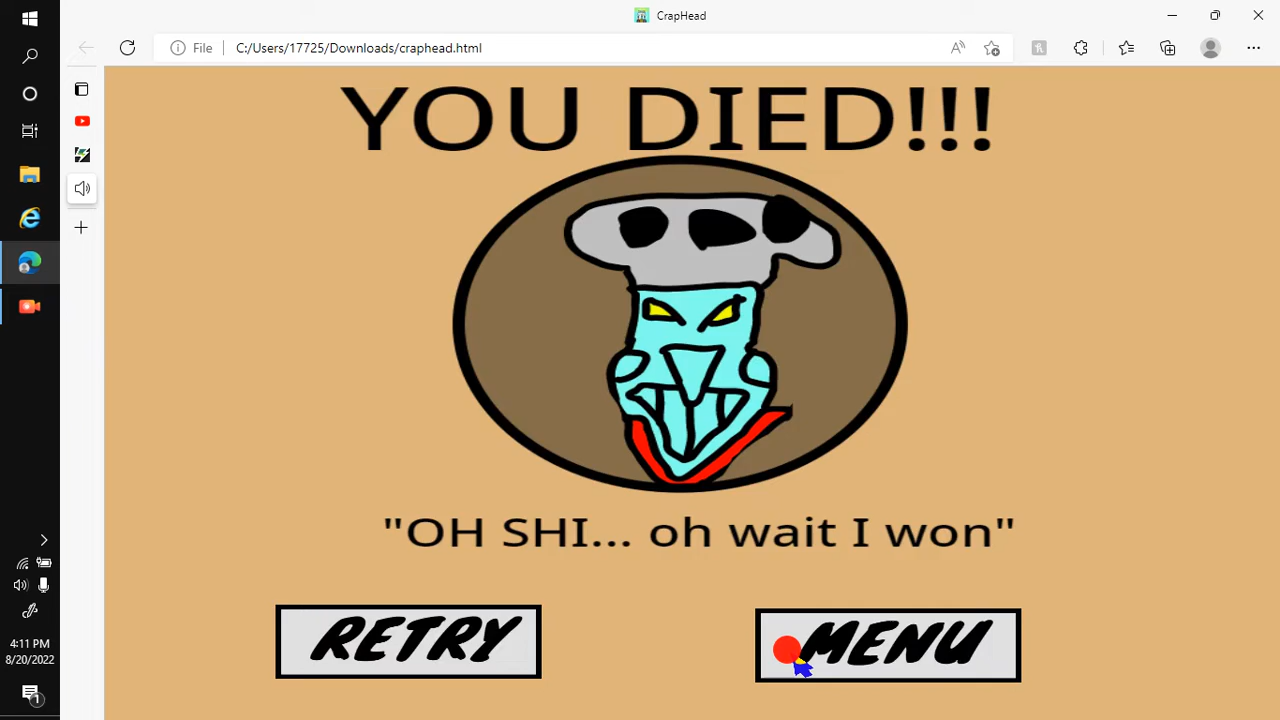 CrapHead
File
C:/Users/17725/Downloads/craphead.html
YOU DIED!!!
"OH SHI... oh wait I won"
RETRY
MENU
4:11 PM
8/20/2022
1